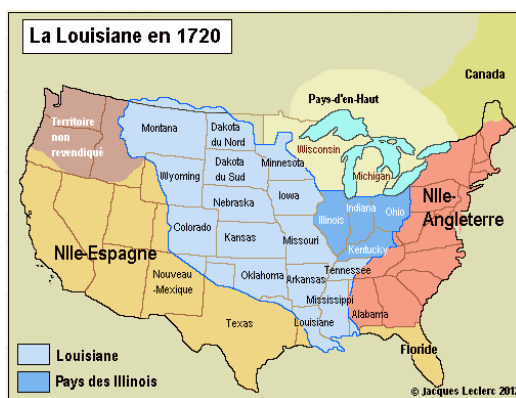 La Louisiane en 1720
Canada
Pays-d'en-Haut
Territoire
non
revendiqué
Montana
Dakota
du Nord
Minnesota
Wisconsin
Michigan
Dakota
du Sud
Wyoming
Iowa
Nebraska
Illinois
Indiana
Ohio
Nlle-
Angleterre
Colorado
Kansas
Missouri
Kentucky
Nlle-Espagne
Nouveau
-Mexique
Oklahoma
Arkansas
Tennessee
Mississippi
Alabama
Texas
Louisiane
Floride
Louisiane
Pays des Illinois
© Jacques Leclerc 2012